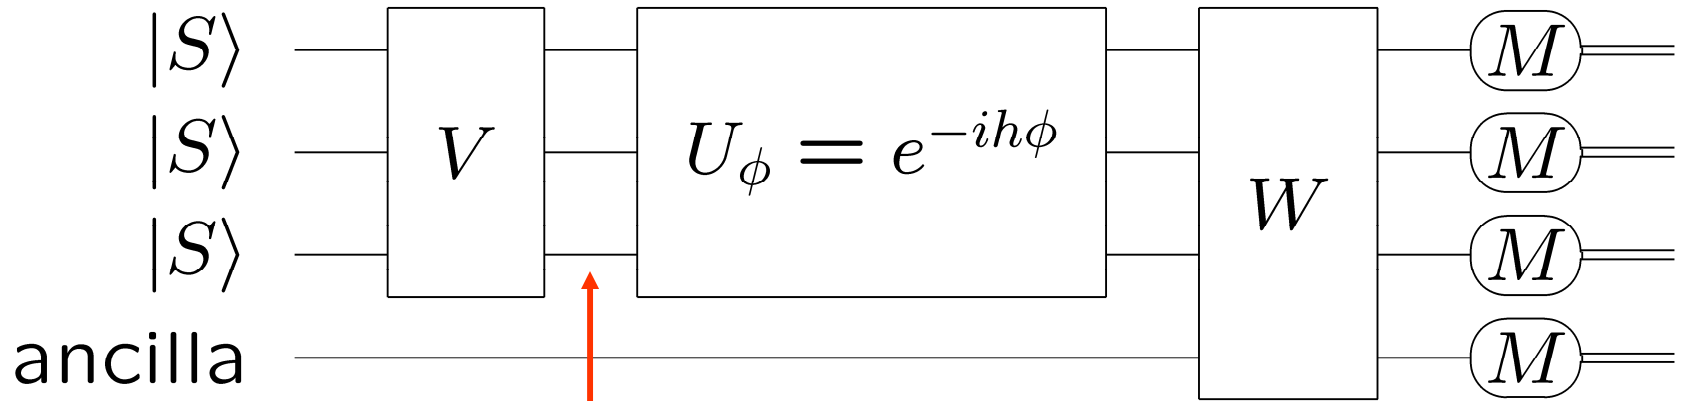 |S⟩ M
V U_ϕ = e^{-ihϕ}
|S⟩ M
W
|S⟩ M
ancilla M